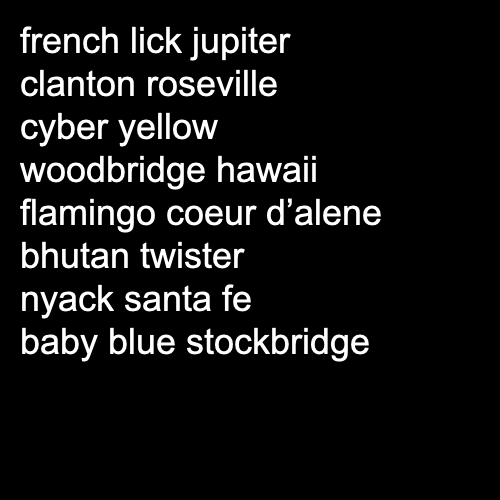 french lick jupiter
clanton roseville
cyber yellow
woodbridge hawaii
flamingo coeur d’alene
bhutan twister
nyack santa fe
baby blue stockbridge